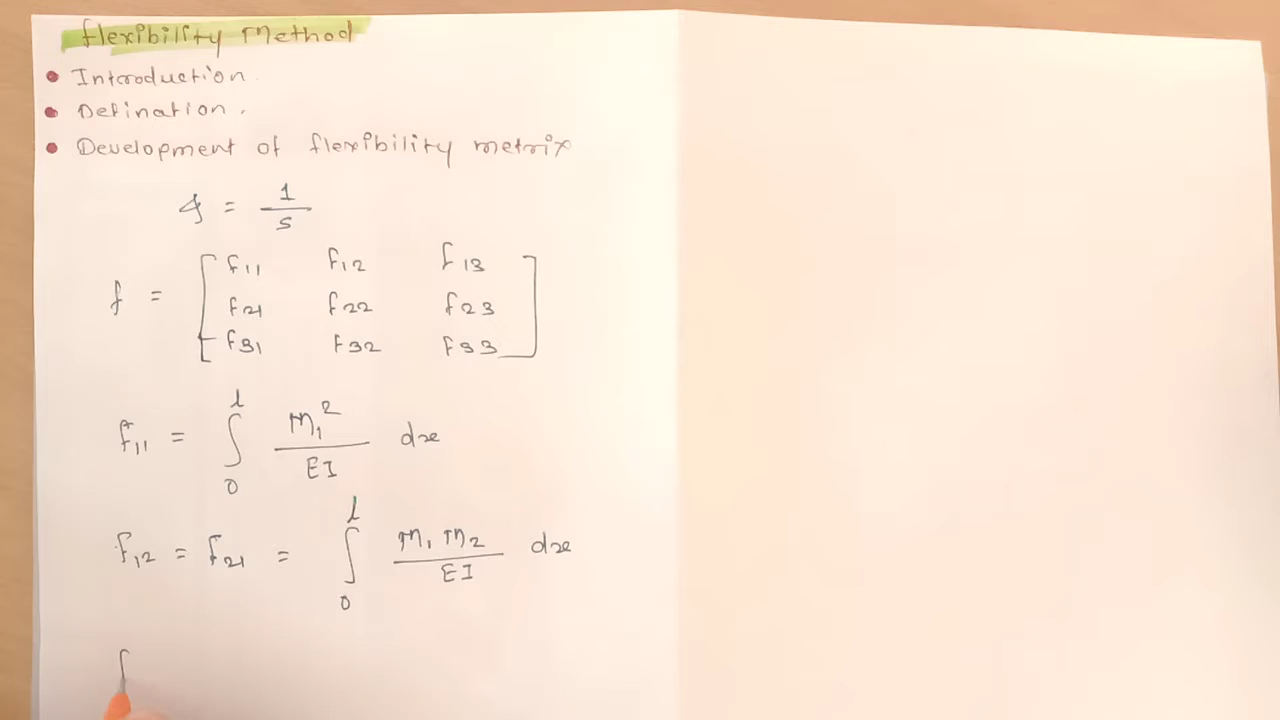 flexibility Method
• Introduction.
• Defination.
• Development of flexibility metrix
f = 1/s
f = [ f11 f12 f13
f21 f22 f23
f31 f32 f33 ]
f11 = ∫₀ˡ m₁²/EI dx
f12 = f21 = ∫₀ˡ m₁ m₂/EI dx